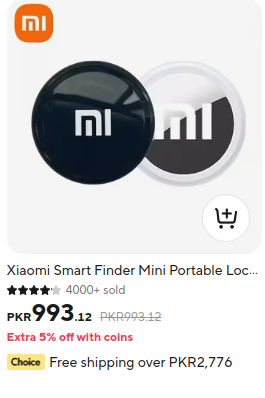 mi
mi mi
Xiaomi Smart Finder Mini Portable Loc...
4000+ sold
PKR993.12 PKR993.12
Extra 5% off with coins
Choice Free shipping over PKR2,776